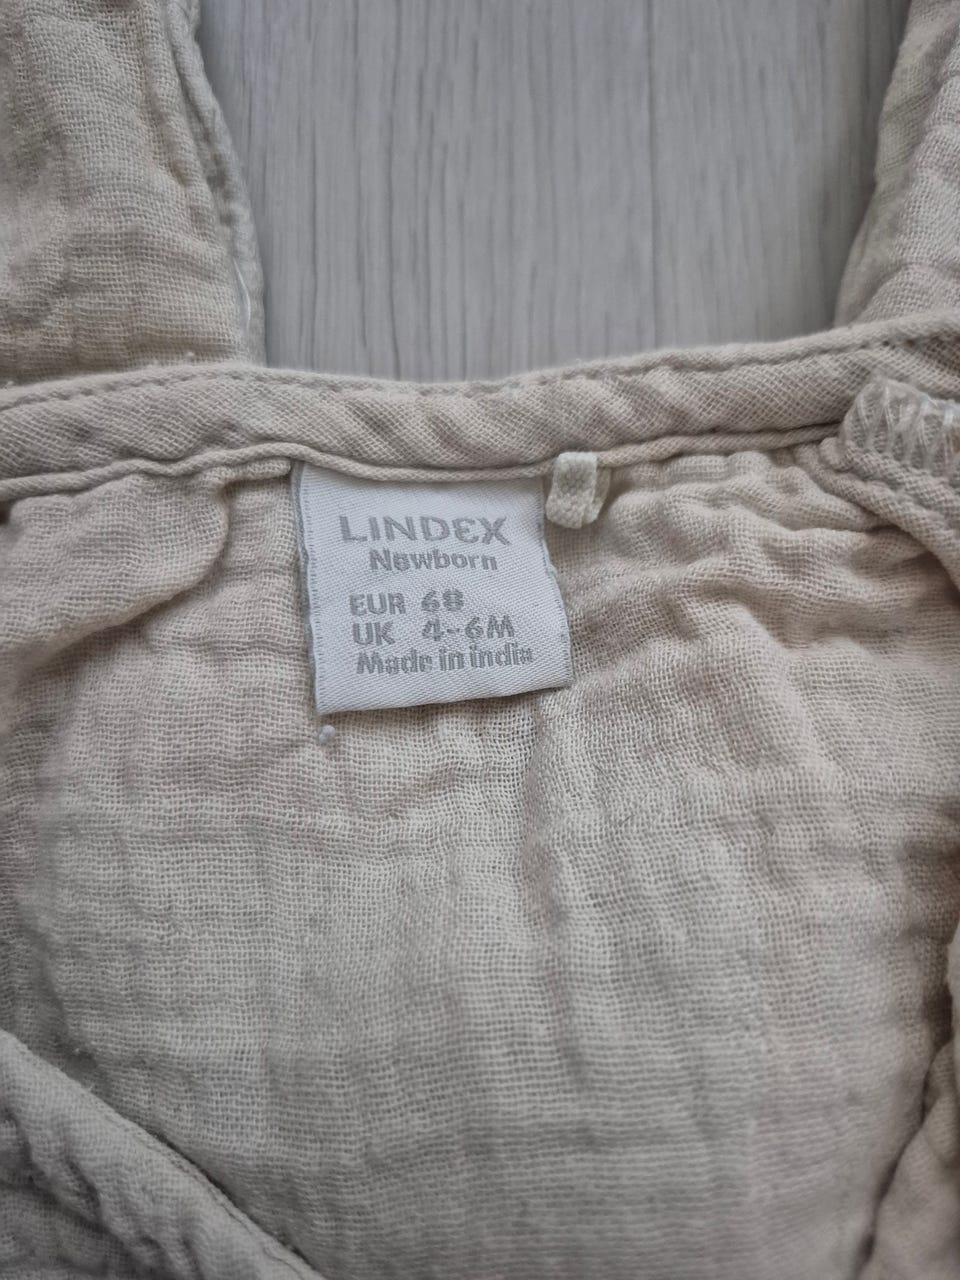 LINDEX
Newborn
EUR 68
UK 4-6M
Made in india